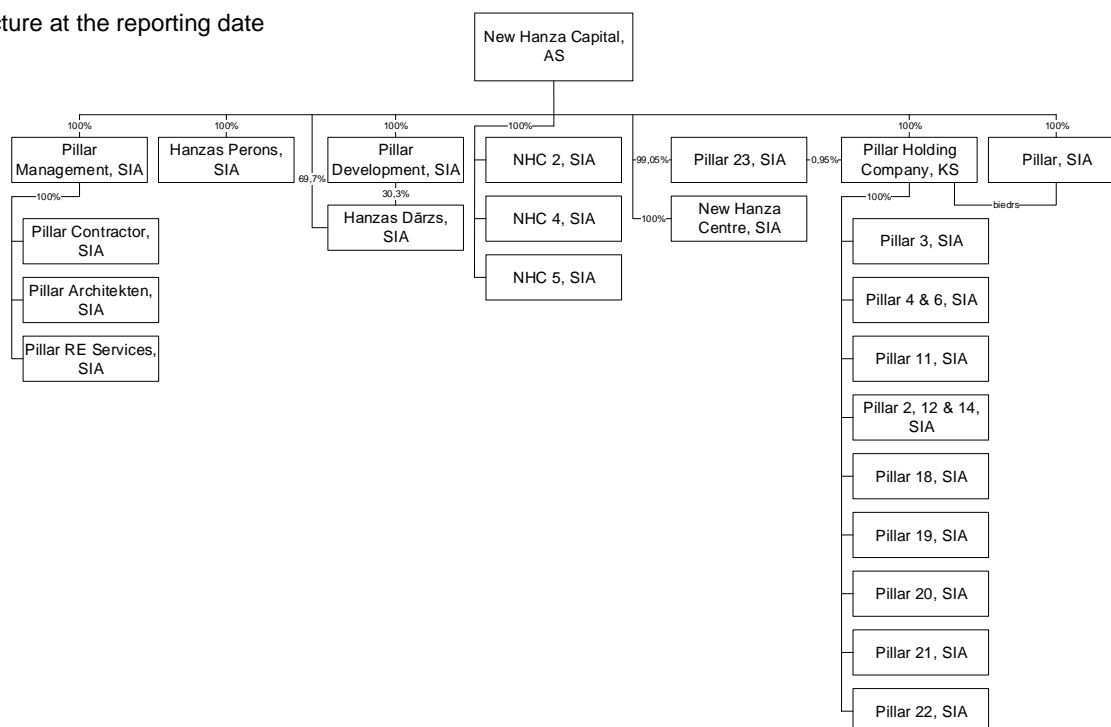 cture at the reporting date
New Hanza Capital,
AS
100%
100%
100%
100%
100%
100%
Pillar
Management, SIA
Hanzas Perons,
SIA
69,7%
Pillar
Development, SIA
NHC 2, SIA
99,05%
Pillar 23, SIA
0,95%
Pillar Holding
Company, KS
Pillar, SIA
100%
30,3%
100%
biedrs
Pillar Contractor,
SIA
Hanzas Dārzs,
SIA
NHC 4, SIA
100%
New Hanza
Centre, SIA
Pillar 3, SIA
Pillar Architekten,
SIA
NHC 5, SIA
Pillar 4 & 6, SIA
Pillar RE Services,
SIA
Pillar 11, SIA
Pillar 2, 12 & 14,
SIA
Pillar 18, SIA
Pillar 19, SIA
Pillar 20, SIA
Pillar 21, SIA
Pillar 22, SIA